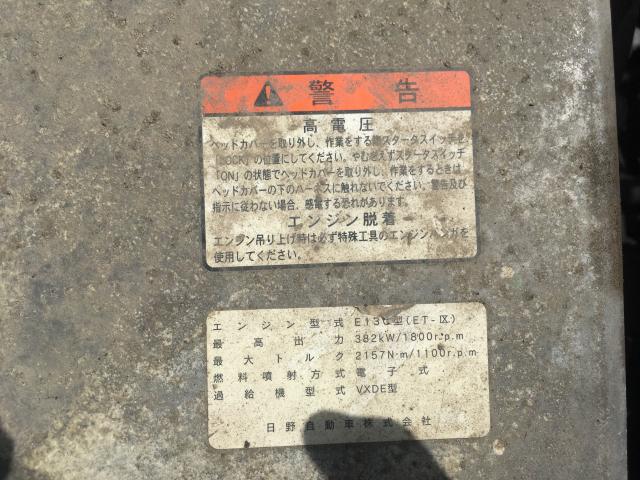 警告
高電圧
ヘッドカバーを取り外し、作業をする際スタータスイッチを
「LOCK」の位置にしてください。やむをえずスタータスイッチ
「ON」の状態でヘッドカバーを取り外し、作業をするときは
ヘッドカバーの下のハーネスに触れないでください。警告及び
指示に従わない場合、感電する恐れがあります。
エンジン脱着
エンジン吊り上げ時は必ず特殊工具のエンジンハンガを
使用してください。
エンジン型式 E13C型(ET-Ⅸ)
最高出力 382kW/1800r.p.m
最大トルク 2157N·m/1100r.p.m
燃料噴射方式 電子式
過給機型式 VXDE型
日野自動車株式会社